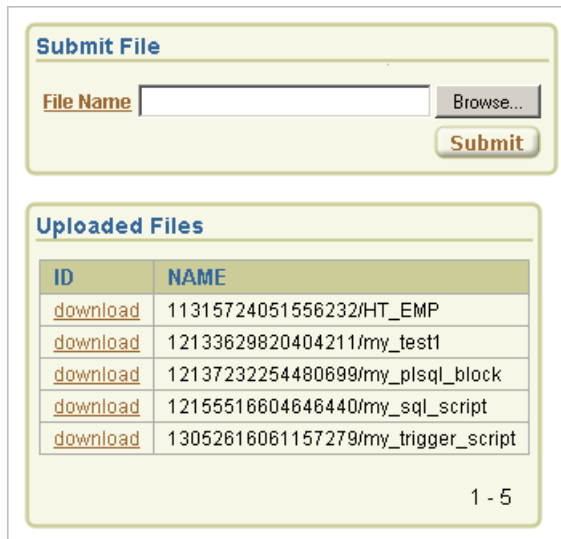 Submit File
File Name Browse...
Submit
Uploaded Files
ID NAME
download 11315724051556232/HT_EMP
download 12133629820404211/my_test1
download 12137232254480699/my_plsql_block
download 12155516604646440/my_sql_script
download 13052616061157279/my_trigger_script
1 - 5